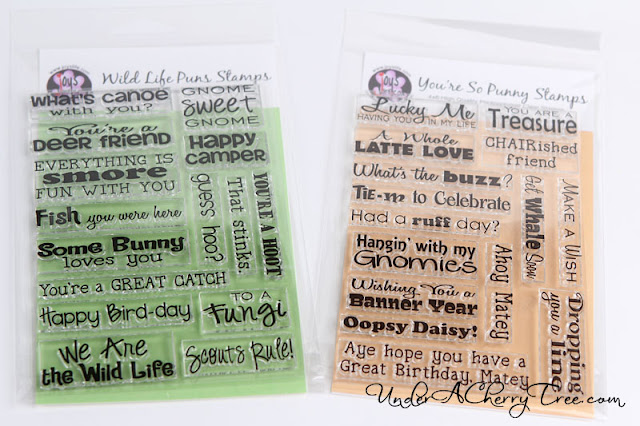 Joys
Wild Life Puns Stamps
what's canoe
with you?
GNOME
sweet
GNOME
You're a
Deer friend
Happy
camper
EVERYTHING IS
smore
FUN WITH YOU
guess hoo?
That stinks.
YOU'RE A HOOT
Fish you were here
Some Bunny
loves you
You're a GREAT CATCH
Happy Bird-day
TO A
Fungi
We Are
the Wild Life
Scouts Rule!
Joys
You're So Punny Stamps
Lucky Me
HAVING YOU IN MY LIFE
YOU ARE A
Treasure
A Whole
LATTE LOVE
CHAIRished
friend
What's the buzz?
Get
whale
Soon
MAKE A WISH
TIE-m to Celebrate
Had a ruff day?
Hangin' with my
Gnomies
Ahoy Matey
Wishing You a
Banner Year
Dropping
you a line
Oopsy Daisy!
Aye hope you have a
Great Birthday, Matey
UnderACherryTree.com